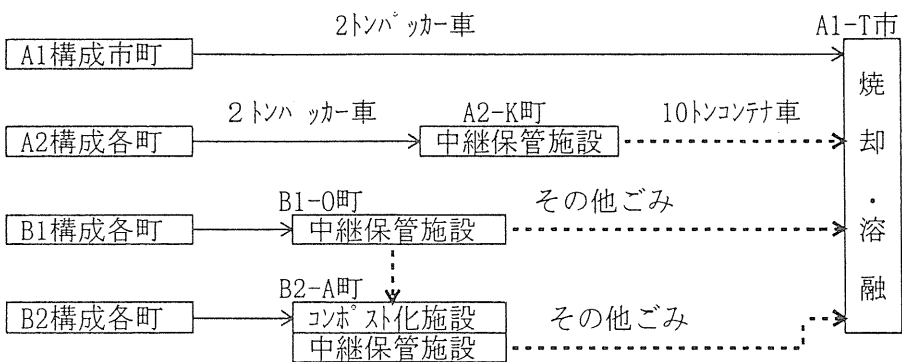 2トンパッカー車
A1-T市
A1構成市町
2トンパッカー車
A2-K町
10トンコンテナ車
A2構成各町
中継保管施設
焼却・溶融
B1-O町
その他ごみ
B1構成各町
中継保管施設
B2-A町
B2構成各町
コンポスト化施設
その他ごみ
中継保管施設